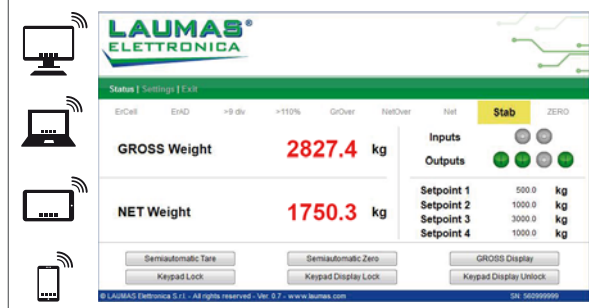 LAUMAS®
ELETTRONICA
Status | Settings | Exit
ErCell ErAD >9 div >110% GrOver NetOver Net Stab ZERO
GROSS Weight 2827.4 kg
Inputs
Outputs
NET Weight 1750.3 kg
Setpoint 1 500.0 kg
Setpoint 2 1000.0 kg
Setpoint 3 3000.0 kg
Setpoint 4 1000.0 kg
Semiautomatic Tare Semiautomatic Zero GROSS Display
Keypad Lock Keypad Display Lock Keypad Display Unlock
© LAUMAS Elettronica S.r.l. - All rights reserved - Ver. 0.7 - www.laumas.com SN: 560999999